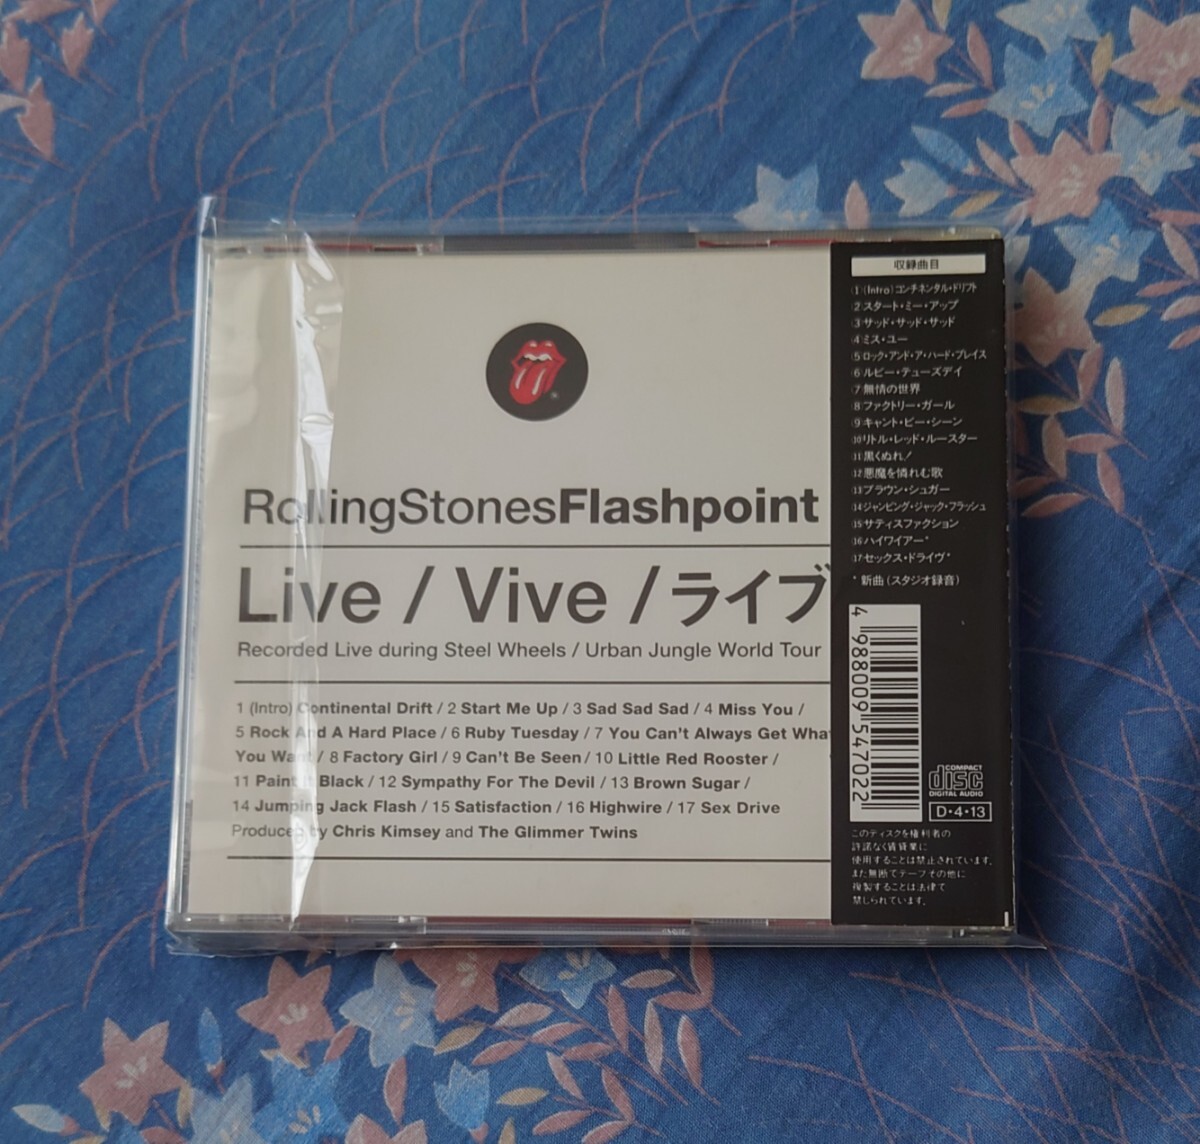 RollingStonesFlashpoint
Live / Vive / ライブ
Recorded Live during Steel Wheels / Urban Jungle World Tour
1 (Intro) Continental Drift / 2 Start Me Up / 3 Sad Sad Sad / 4 Miss You /
5 Rock And A Hard Place / 6 Ruby Tuesday / 7 You Can't Always Get What
You Want / 8 Factory Girl / 9 Can't Be Seen / 10 Little Red Rooster /
11 Paint It Black / 12 Sympathy For The Devil / 13 Brown Sugar /
14 Jumping Jack Flash / 15 Satisfaction / 16 Highwire / 17 Sex Drive
Produced by Chris Kimsey and The Glimmer Twins
収録曲目
1 (Intro) コンチネンタル・ドリフト
2 スタート・ミー・アップ
3 サッド・サッド・サッド
4 ミス・ユー
5 ロック・アンド・ア・ハード・プレイス
6 ルビー・テューズデイ
7 無情の世界
8 ファクトリー・ガール
9 キャント・ビー・シーン
10 リトル・レッド・ルースター
11 黒くぬれ!
12 悪魔を憐れむ歌
13 ブラウン・シュガー
14 ジャンピング・ジャック・フラッシュ
15 サティスファクション
16 ハイワイアー*
17 セックス・ドライヴ*
* 新曲(スタジオ録音)
4 988009 547022
COMPACT
disc
DIGITAL AUDIO
D・4・13
このディスクを権利者の
許諾なく賃貸業に
使用することは禁止されています。
また無断でテープその他に
複製することは法律で
禁じられています。